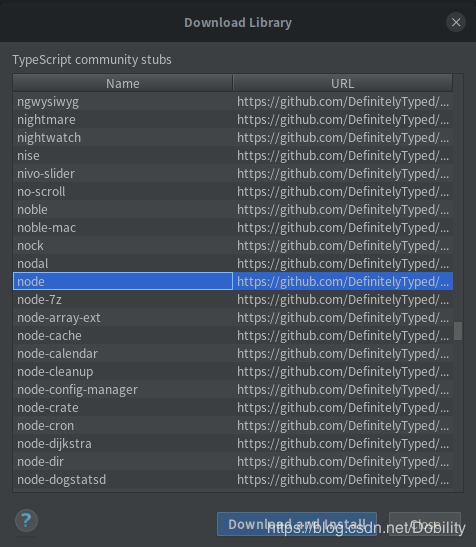 Download Library
TypeScript community stubs
Name URL
ngwysiwyg https://github.com/DefinitelyTyped/...
nightmare https://github.com/DefinitelyTyped/...
nightwatch https://github.com/DefinitelyTyped/...
nise https://github.com/DefinitelyTyped/...
nivo-slider https://github.com/DefinitelyTyped/...
no-scroll https://github.com/DefinitelyTyped/...
noble https://github.com/DefinitelyTyped/...
noble-mac https://github.com/DefinitelyTyped/...
nock https://github.com/DefinitelyTyped/...
nodal https://github.com/DefinitelyTyped/...
node https://github.com/DefinitelyTyped/...
node-7z https://github.com/DefinitelyTyped/...
node-array-ext https://github.com/DefinitelyTyped/...
node-cache https://github.com/DefinitelyTyped/...
node-calendar https://github.com/DefinitelyTyped/...
node-cleanup https://github.com/DefinitelyTyped/...
node-config-manager https://github.com/DefinitelyTyped/...
node-crate https://github.com/DefinitelyTyped/...
node-cron https://github.com/DefinitelyTyped/...
node-dijkstra https://github.com/DefinitelyTyped/...
node-dir https://github.com/DefinitelyTyped/...
node-dogstatsd https://github.com/DefinitelyTyped/...
? Download and Install Close
https://blog.csdn.net/Dobility